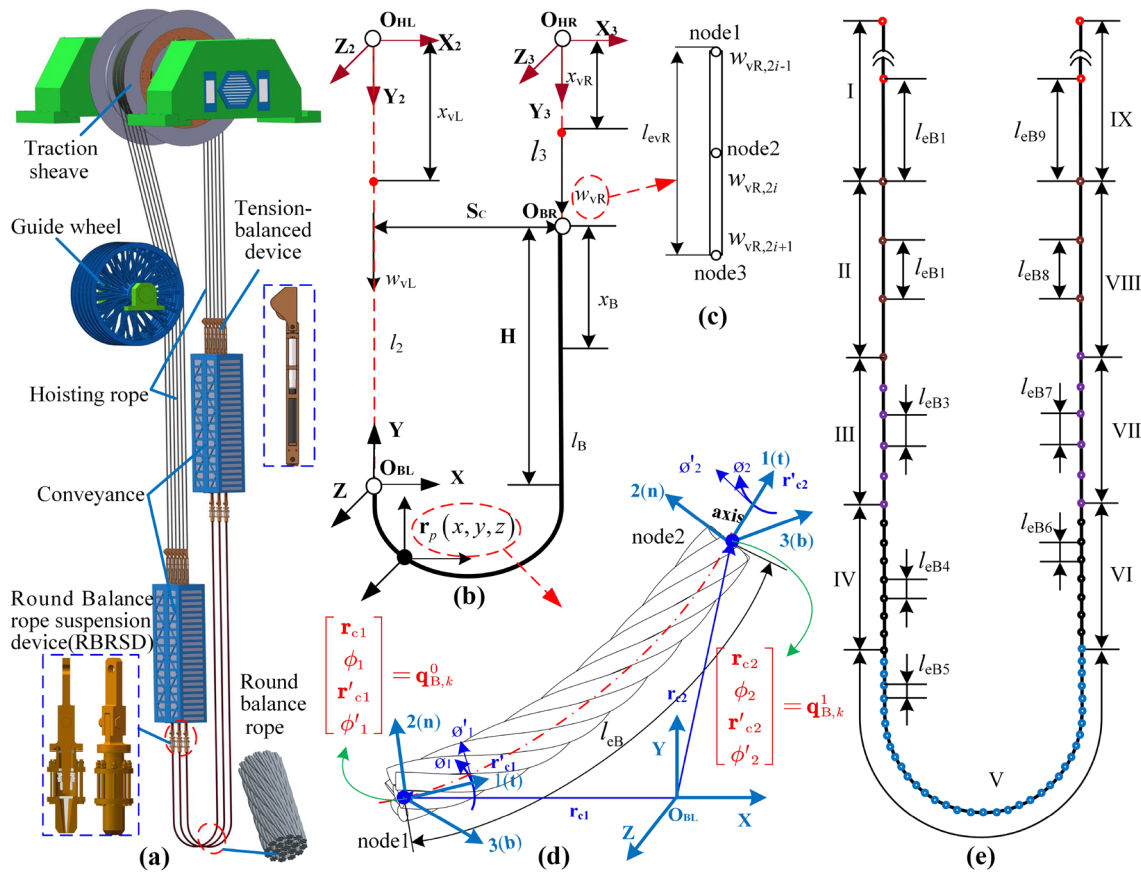 Traction
sheave
Guide wheel
Tension-
balanced
device
Hoisting rope
Conveyance
Round Balance
rope suspension
device(RBRSD)
Round
balance
rope
(a)
O_HL
X_2
Z_2
Y_2
x_vL
O_HR
X_3
Z_3
Y_3
x_vR
l_3
w_vR
S_C
O_BR
w_vL
l_2
H
x_B
l_B
Y
O_BL
X
Z
r_p (x, y, z)
(b)
node1
w_vR,2i-1
l_evR
node2
w_vR,2i
w_vR,2i+1
node3
(c)
ø'_2
ø_2
1(t)
r'_c2
2(n)
axis
3(b)
node2
[r_c1
ϕ_1
r'_c1
ϕ'_1] = q^0_B,k
[r_c2
ϕ_2
r'_c2
ϕ'_2] = q^1_B,k
r_c2
l_eB
2(n)
ø'_1
ø_1
r'_c1
1(t)
r_c1
node1
3(b)
Y
O_BL
X
Z
(d)
I
IX
l_eB1
l_eB9
II
VIII
l_eB1
l_eB8
III
VII
l_eB3
l_eB7
IV
VI
l_eB4
l_eB6
l_eB5
V
(e)